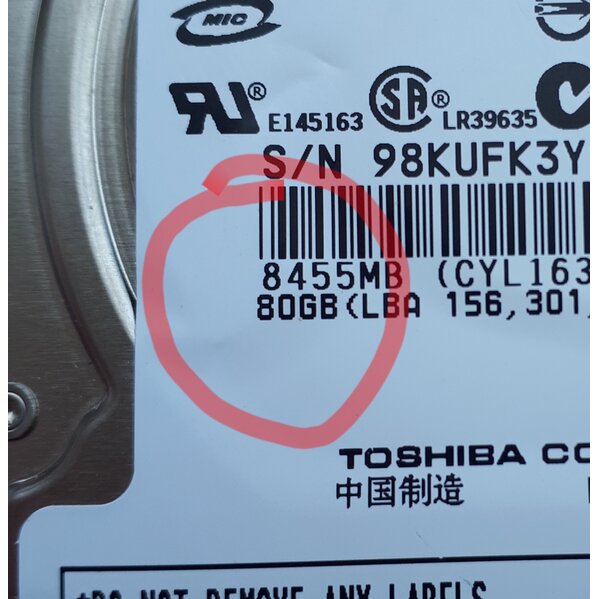 MIC
E145163 LR39635
S/N 98KUFK3Y
8455MB (CYL163
80GB(LBA 156,301,
TOSHIBA CO
中国制造
*DO NOT REMOVE ANY LABELS